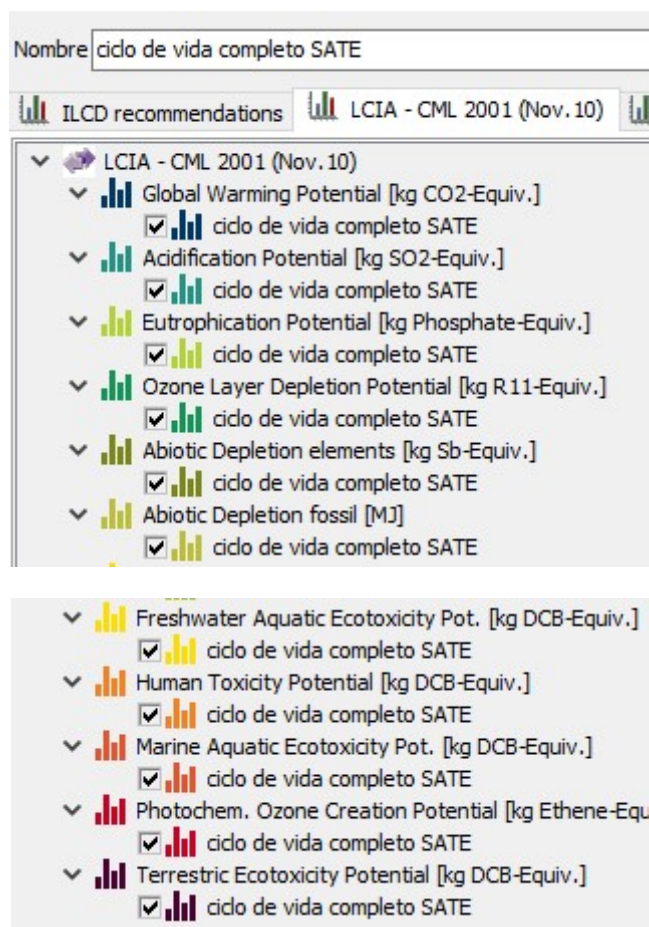 Nombre ciclo de vida completo SATE
ILCD recommendations LCIA - CML 2001 (Nov. 10)
LCIA - CML 2001 (Nov. 10)
Global Warming Potential [kg CO2-Equiv.]
ciclo de vida completo SATE
Acidification Potential [kg SO2-Equiv.]
ciclo de vida completo SATE
Eutrophication Potential [kg Phosphate-Equiv.]
ciclo de vida completo SATE
Ozone Layer Depletion Potential [kg R11-Equiv.]
ciclo de vida completo SATE
Abiotic Depletion elements [kg Sb-Equiv.]
ciclo de vida completo SATE
Abiotic Depletion fossil [MJ]
ciclo de vida completo SATE
Freshwater Aquatic Ecotoxicity Pot. [kg DCB-Equiv.]
ciclo de vida completo SATE
Human Toxicity Potential [kg DCB-Equiv.]
ciclo de vida completo SATE
Marine Aquatic Ecotoxicity Pot. [kg DCB-Equiv.]
ciclo de vida completo SATE
Photochem. Ozone Creation Potential [kg Ethene-Equ
ciclo de vida completo SATE
Terrestric Ecotoxicity Potential [kg DCB-Equiv.]
ciclo de vida completo SATE